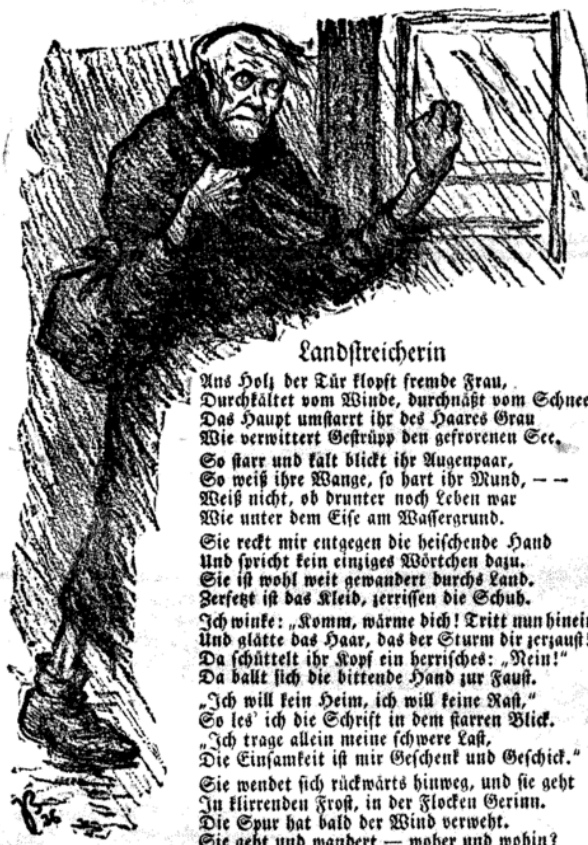 Landstreicherin
Ans Holz der Tür klopft fremde Frau,
Durchkältet vom Winde, durchnäßt vom Schnee
Das Haupt umstarrt ihr des Haares Grau
Wie verwittert Gestrüpp den gefrorenen See.
So starr und kalt blickt ihr Augenpaar,
So weiß ihre Wange, so hart ihr Mund, — —
Weiß nicht, ob drunter noch Leben war
Wie unter dem Eise am Wassergrund.
Sie reckt mir entgegen die heischende Hand
Und spricht kein einziges Wörtchen dazu.
Sie ist wohl weit gewandert durchs Land.
Zerfetzt ist das Kleid, zerrissen die Schuh.
Ich winke: „Komm, wärme dich! Tritt nun hinein
Und glätte das Haar, das der Sturm dir zerzaust!
Da schüttelt ihr Kopf ein herrisches: „Nein!"
Da ballt sich die bittende Hand zur Faust.
„Ich will kein Heim, ich will keine Rast,"
So les' ich die Schrift in dem starren Blick.
„Ich trage allein meine schwere Last,
Die Einsamkeit ist mir Geschenk und Geschick."
Sie wendet sich rückwärts hinweg, und sie geht
In klirrenden Frost, in der Flocken Gerinn.
Die Spur hat bald der Wind verweht.
Sie geht und wandert — woher und wohin?